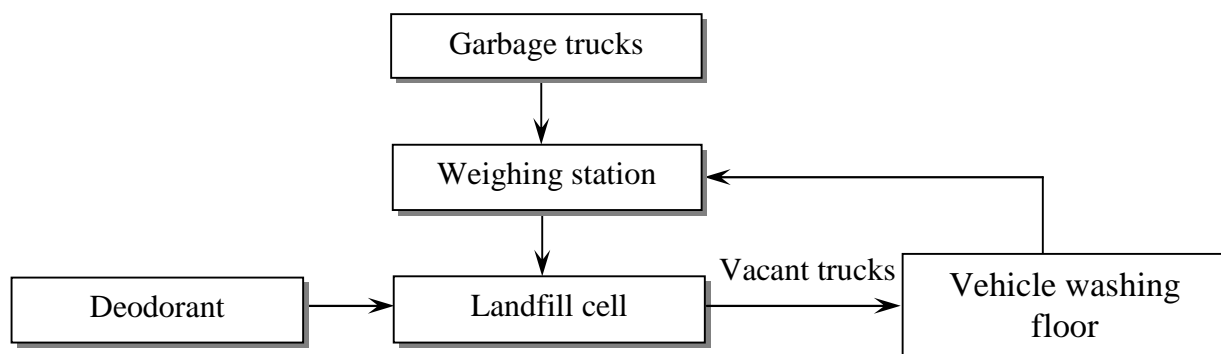 Garbage trucks
Weighing station
Vacant trucks
Deodorant
Landfill cell
Vehicle washing
floor